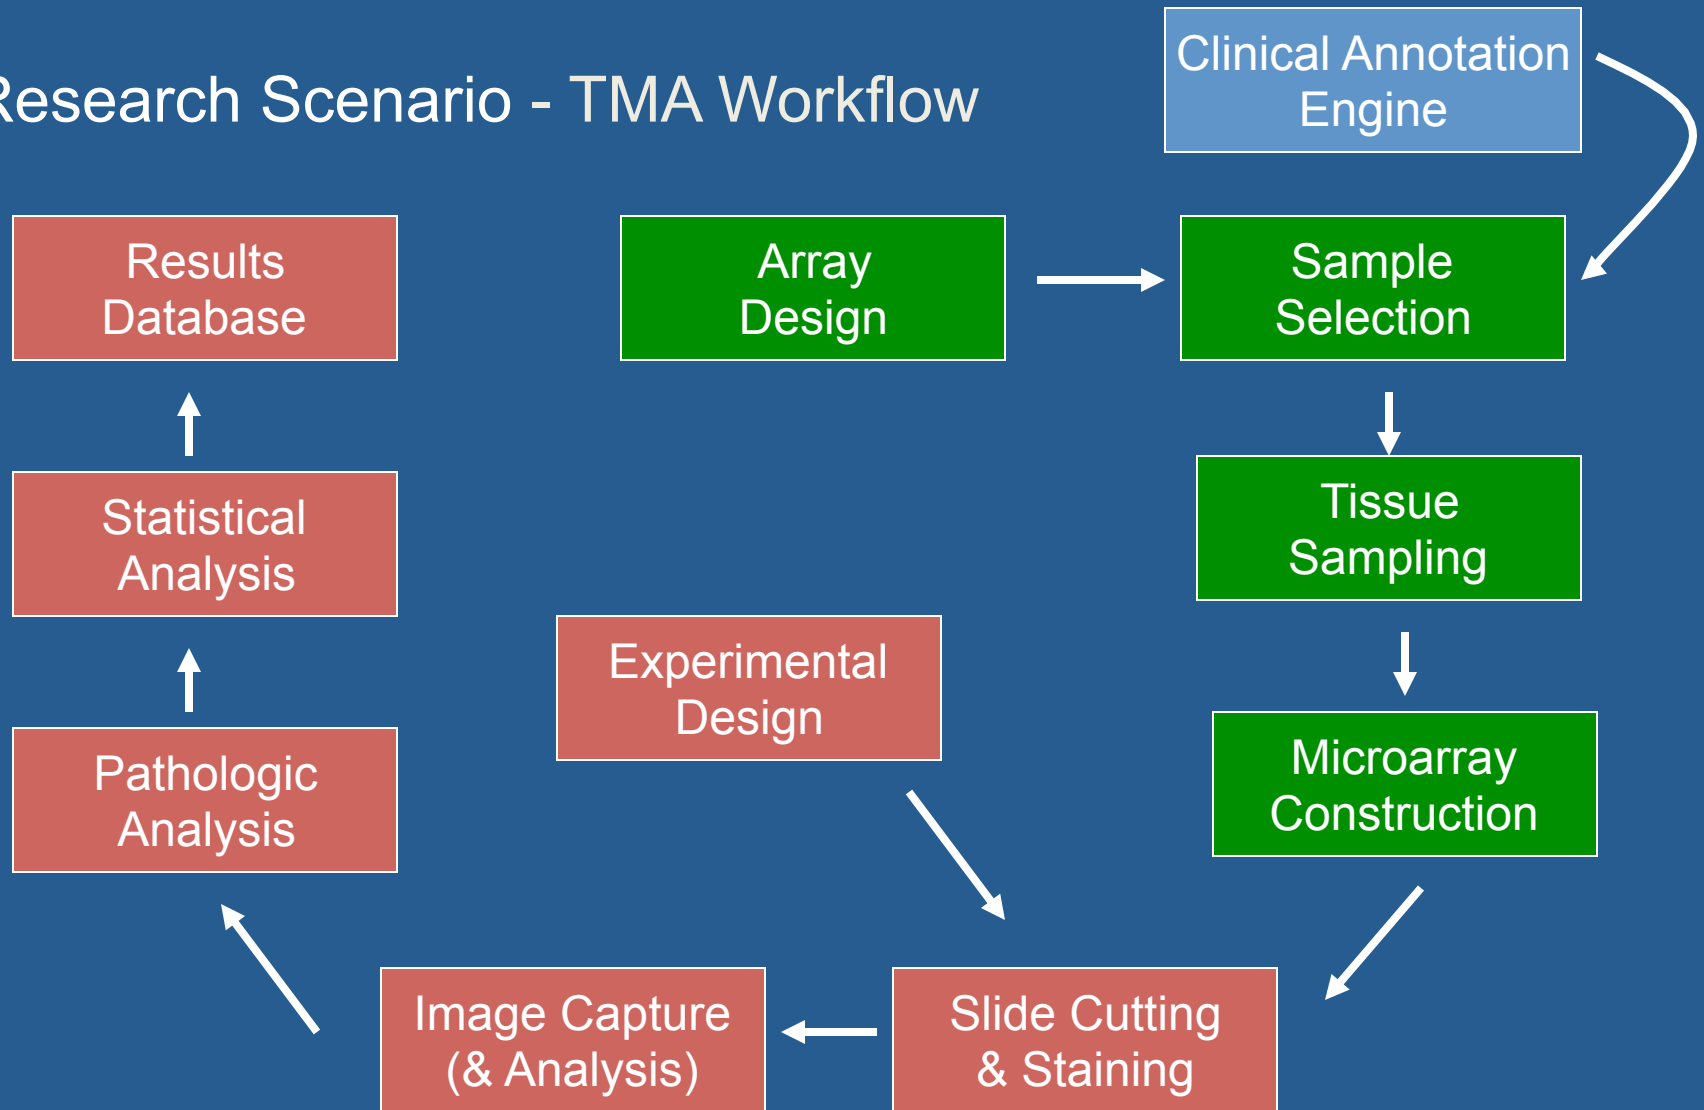 Research Scenario - TMA Workflow
Clinical Annotation
Engine
Results
Database
Array
Design
Sample
Selection
Statistical
Analysis
Tissue
Sampling
Experimental
Design
Pathologic
Analysis
Microarray
Construction
Image Capture
(& Analysis)
Slide Cutting
& Staining